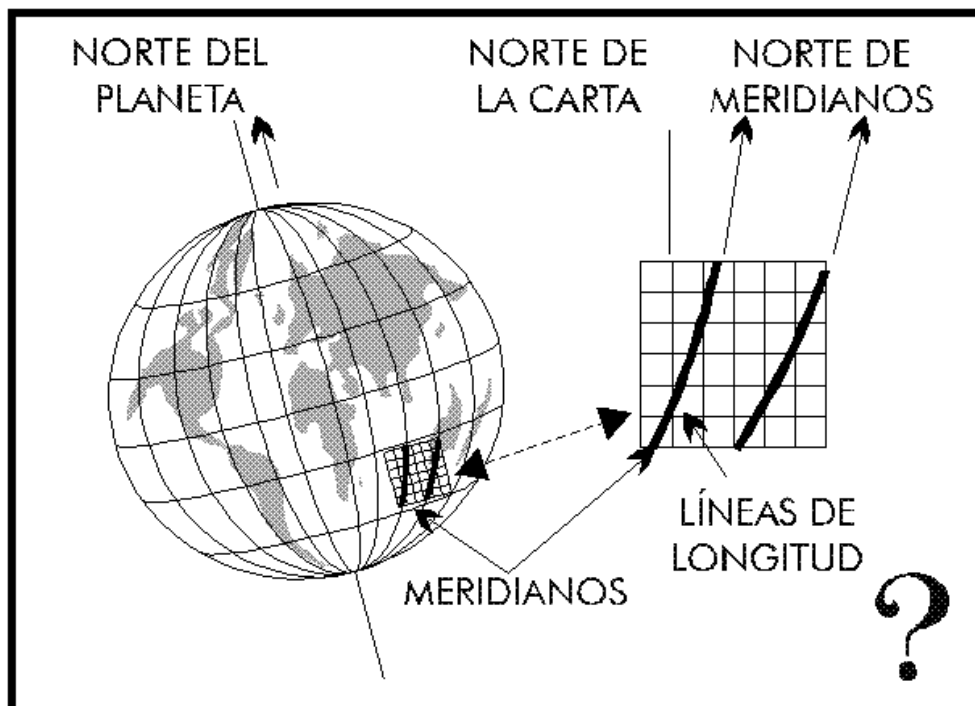 NORTE DEL
PLANETA
NORTE DE
LA CARTA
NORTE DE
MERIDIANOS
LÍNEAS DE
LONGITUD
MERIDIANOS
?